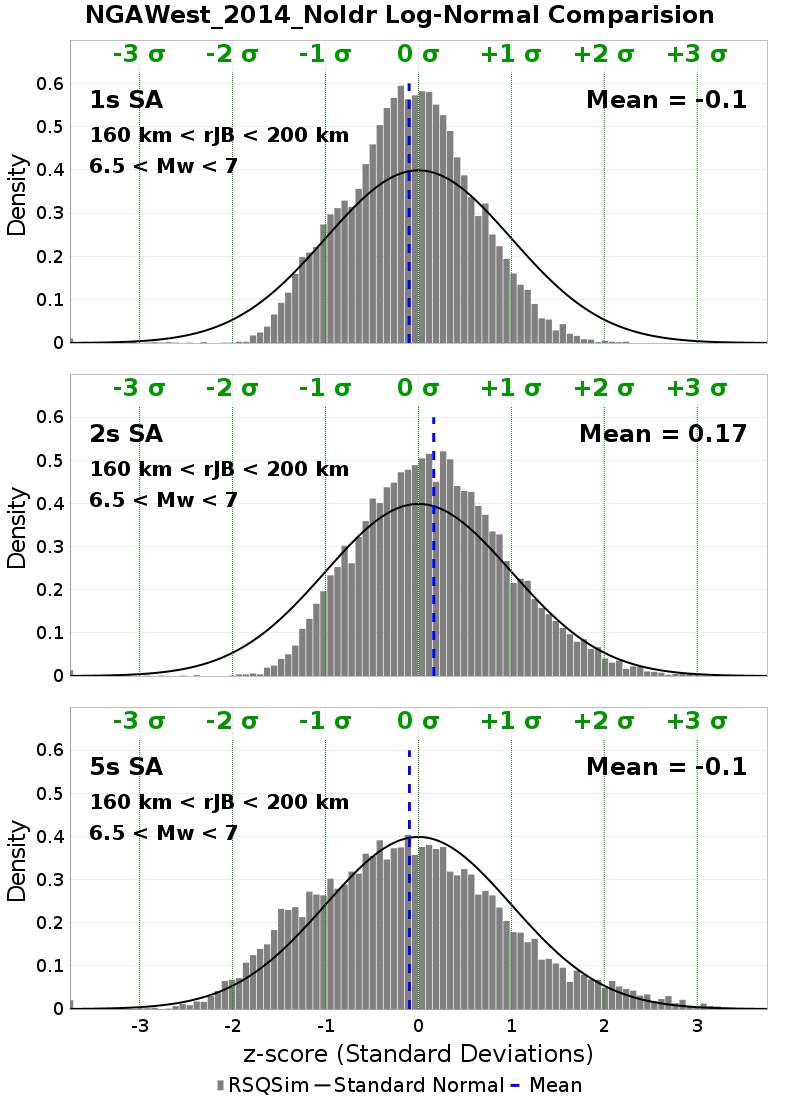 NGAWest_2014_NoIdr Log-Normal Comparision
-3 σ -2 σ -1 σ 0 σ +1 σ +2 σ +3 σ
1s SA
Mean = -0.1
160 km < rJB < 200 km
6.5 < Mw < 7
Density
0.6
0.5
0.4
0.3
0.2
0.1
0
-3 σ -2 σ -1 σ 0 σ +1 σ +2 σ +3 σ
2s SA
Mean = 0.17
160 km < rJB < 200 km
6.5 < Mw < 7
Density
0.6
0.5
0.4
0.3
0.2
0.1
0
-3 σ -2 σ -1 σ 0 σ +1 σ +2 σ +3 σ
5s SA
Mean = -0.1
160 km < rJB < 200 km
6.5 < Mw < 7
Density
0.6
0.5
0.4
0.3
0.2
0.1
0
-3 -2 -1 0 1 2 3
z-score (Standard Deviations)
RSQSim Standard Normal Mean